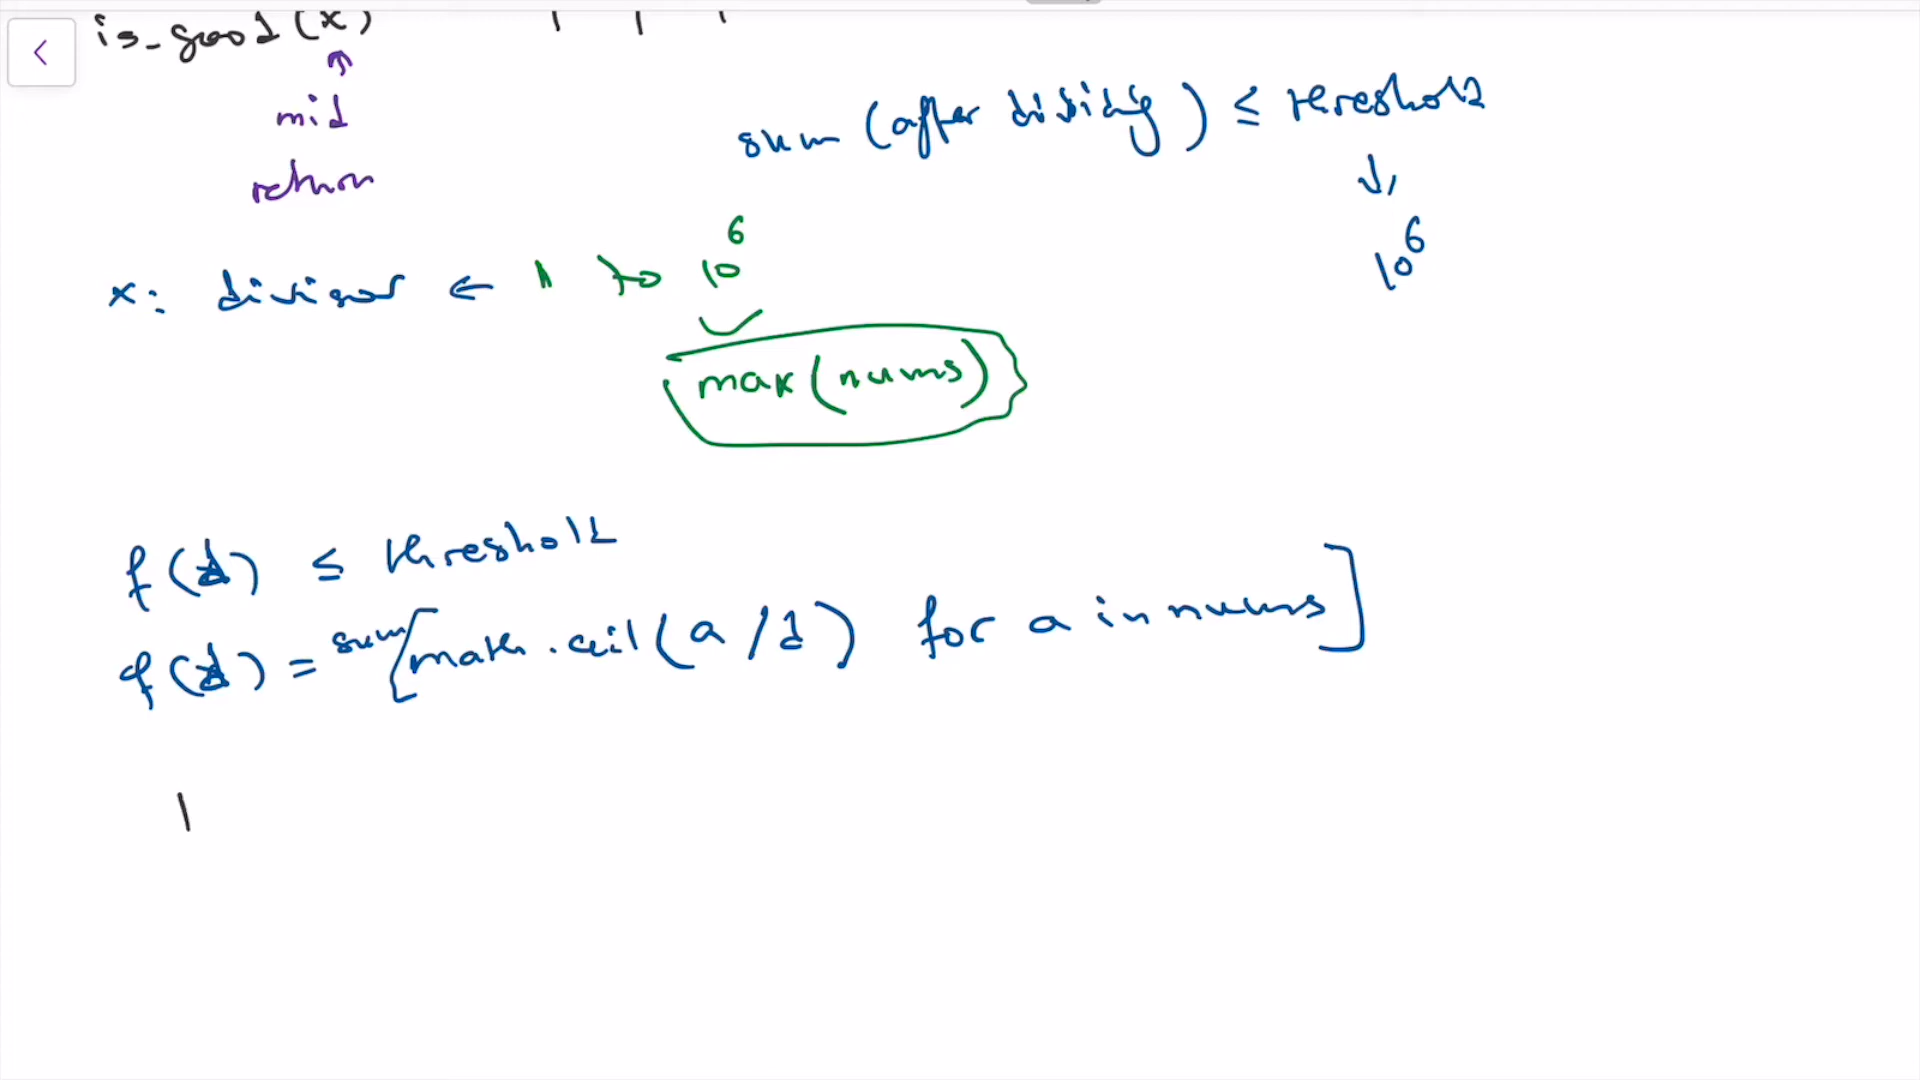 is_good(x)
mid
return
sum (after dividing) ≤ threshold
10^6
x: divisor ← 1 to 10^6
max(nums)
f(d) ≤ threshold
f(d) = sum[math.ceil(a/d) for a in nums]